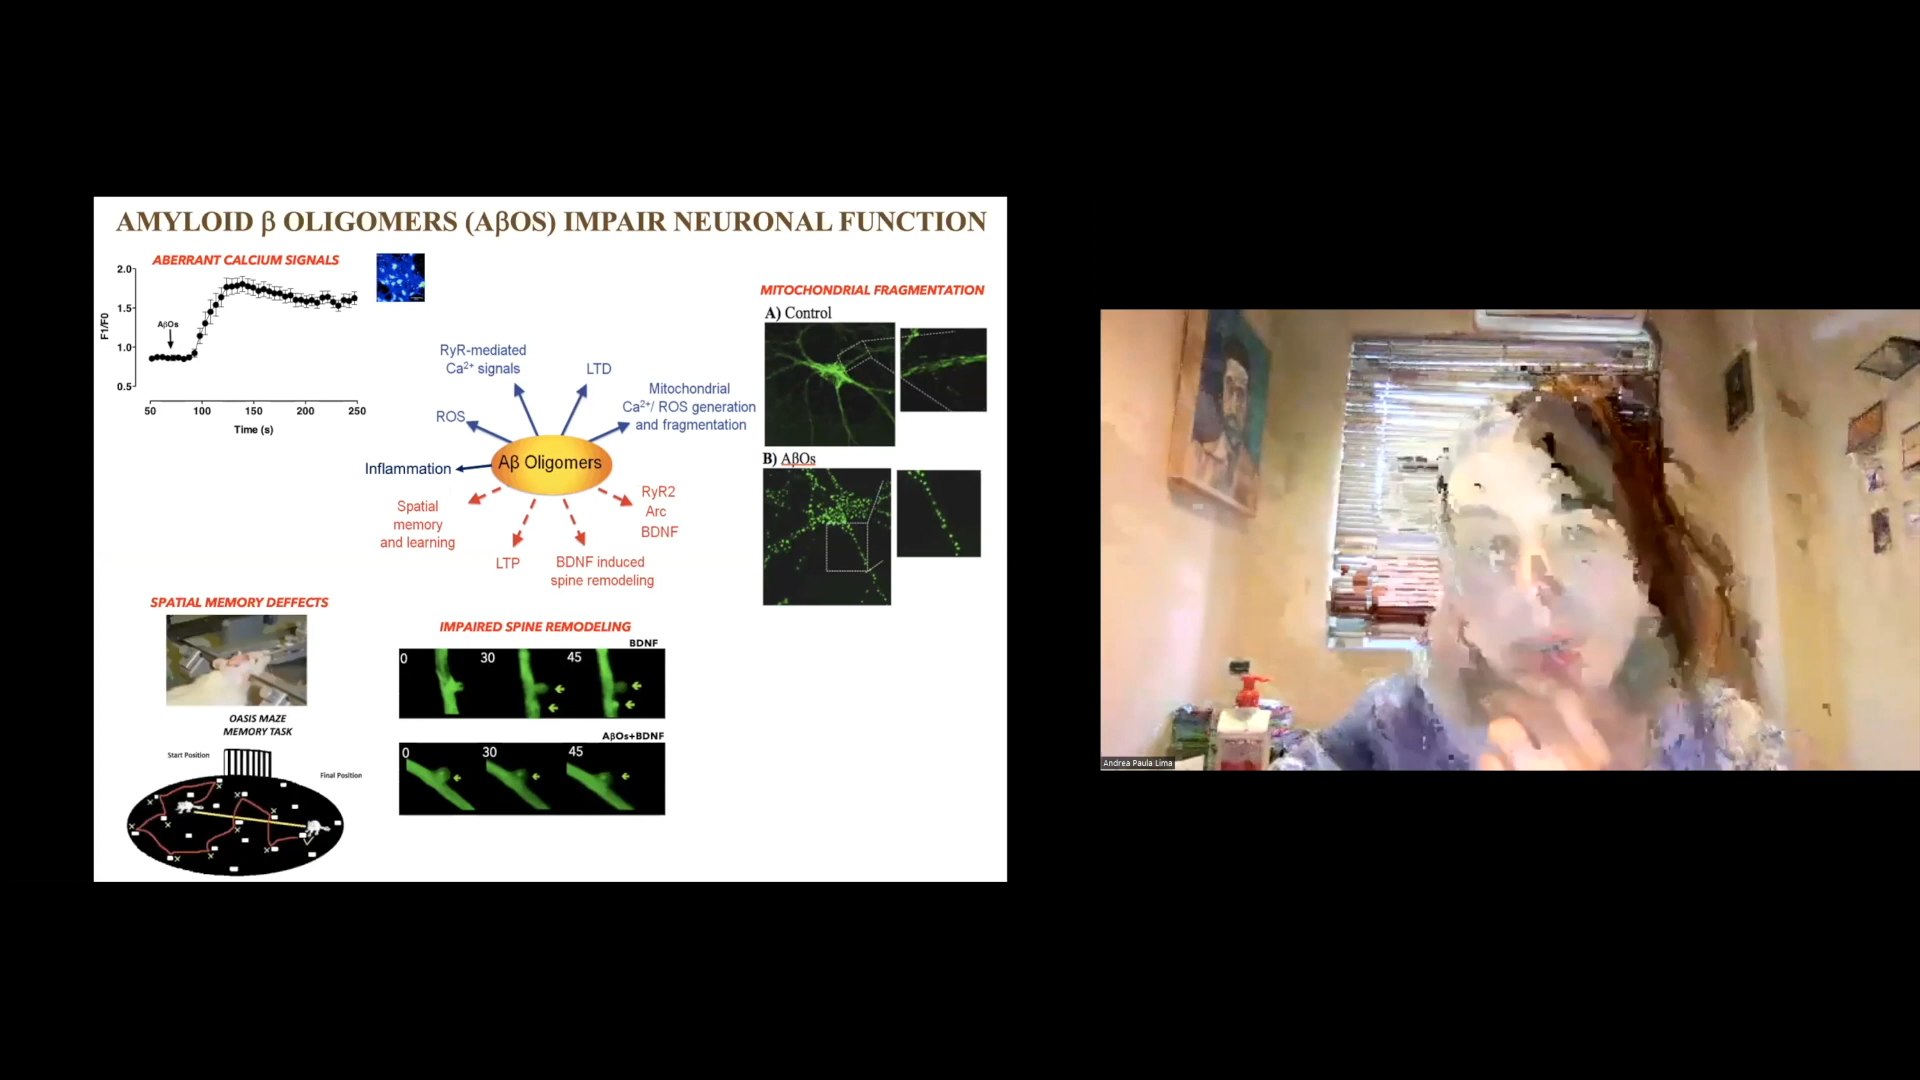 AMYLOID β OLIGOMERS (AβOS) IMPAIR NEURONAL FUNCTION
ABERRANT CALCIUM SIGNALS
2.0
1.5
1.0
0.5
F1/F0
AβOs
50 100 150 200 250
Time (s)
RyR-mediated
Ca2+ signals
LTD
Mitochondrial
Ca2+/ ROS generation
and fragmentation
ROS
Inflammation
Aβ Oligomers
Spatial
memory
and learning
LTP
BDNF induced
spine remodeling
RyR2
Arc
BDNF
MITOCHONDRIAL FRAGMENTATION
A) Control
B) AβOs
SPATIAL MEMORY DEFFECTS
OASIS MAZE
MEMORY TASK
Start Position
Final Position
IMPAIRED SPINE REMODELING
BDNF
0 30 45
AβOs+BDNF
0 30 45
Andrea Paula Lima